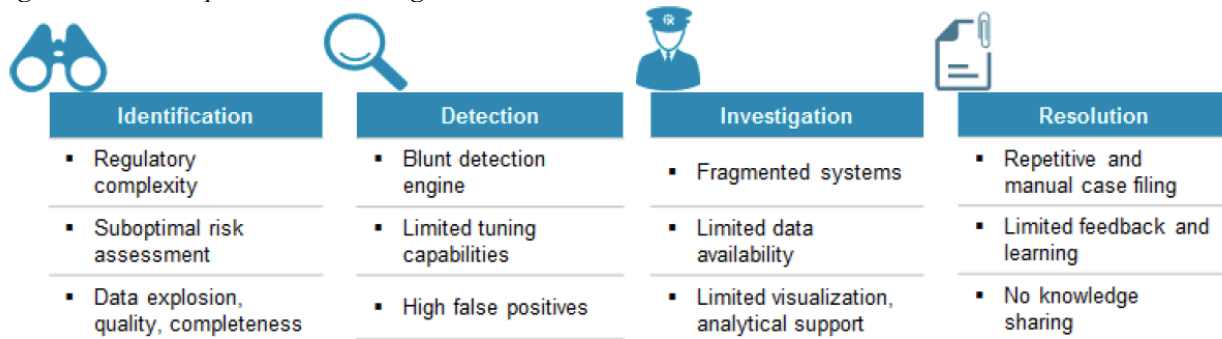 Identification
▪ Regulatory
complexity
▪ Suboptimal risk
assessment
▪ Data explosion,
quality, completeness
Detection
▪ Blunt detection
engine
▪ Limited tuning
capabilities
▪ High false positives
Investigation
▪ Fragmented systems
▪ Limited data
availability
▪ Limited visualization,
analytical support
Resolution
▪ Repetitive and
manual case filing
▪ Limited feedback and
learning
▪ No knowledge
sharing